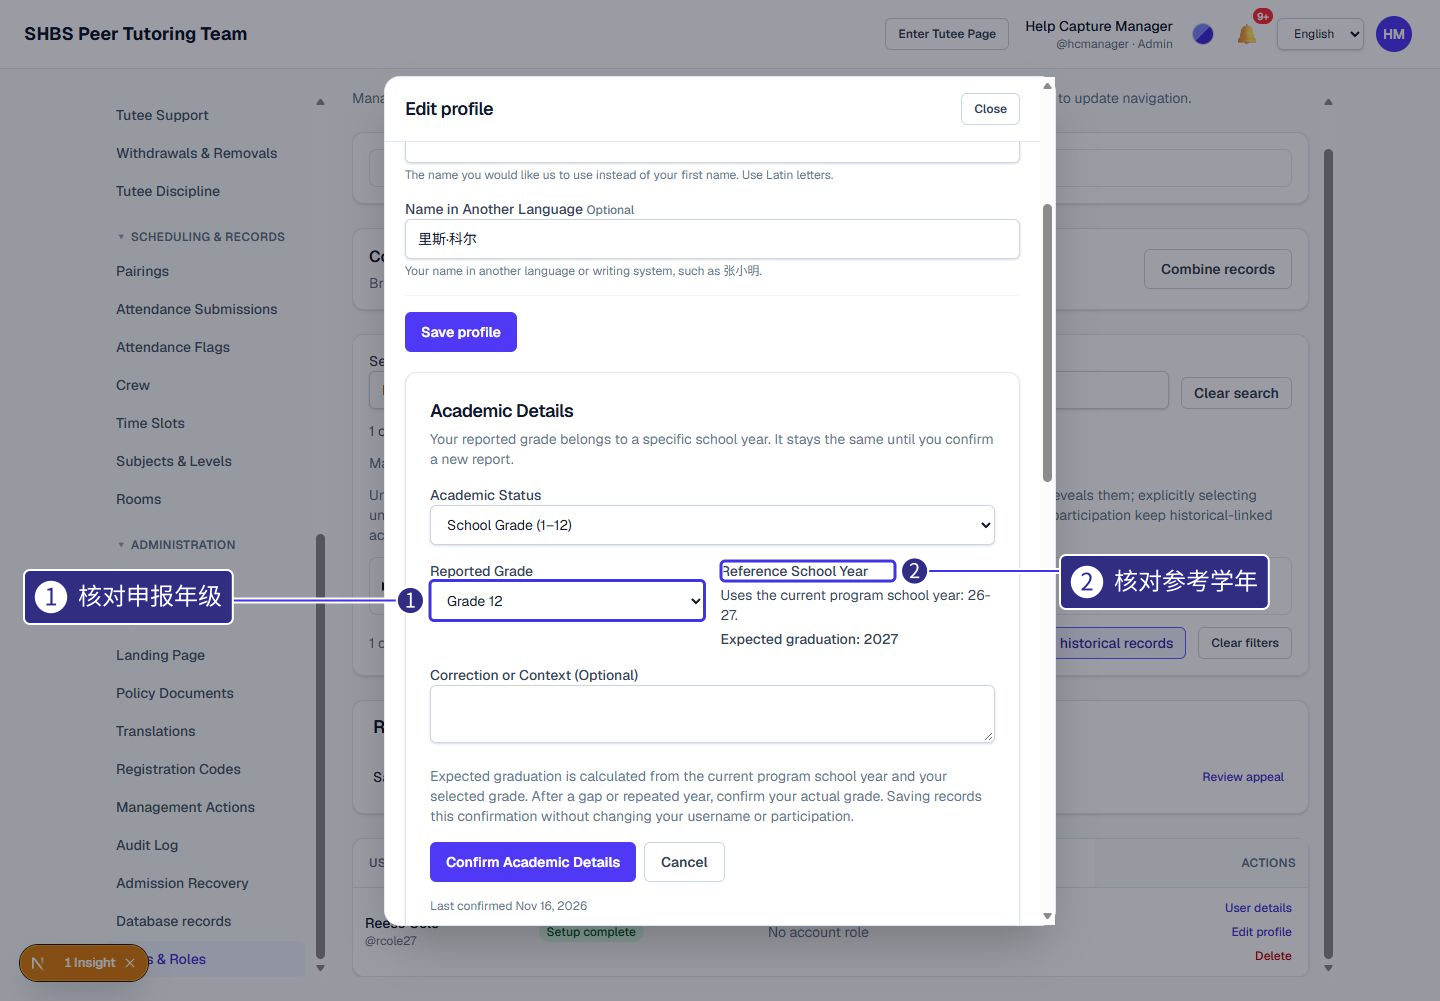 SHBS Peer Tutoring Team
Enter Tutee Page
Help Capture Manager
@hcmanager · Admin
9+
English
HM
Tutee Support
Withdrawals & Removals
Tutee Discipline
SCHEDULING & RECORDS
Pairings
Attendance Submissions
Attendance Flags
Crew
Time Slots
Subjects & Levels
Rooms
ADMINISTRATION
1 核对申报年级
Landing Page
Policy Documents
Translations
Registration Codes
Management Actions
Audit Log
Admission Recovery
Database records
s & Roles
N 1 Insight ×
to update navigation.
Combine records
Clear search
eveals them; explicitly selecting
articipation keep historical-linked
historical records
Clear filters
Review appeal
ACTIONS
@rcole27
Setup complete
No account role
User details
Edit profile
Delete
Edit profile
Close
The name you would like us to use instead of your first name. Use Latin letters.
Name in Another Language Optional
里斯·科尔
Your name in another language or writing system, such as 张小明.
Save profile
Academic Details
Your reported grade belongs to a specific school year. It stays the same until you confirm
a new report.
Academic Status
School Grade (1–12)
Reported Grade
1
Grade 12
Reference School Year
2
2 核对参考学年
Uses the current program school year: 26-
27.
Expected graduation: 2027
Correction or Context (Optional)
Expected graduation is calculated from the current program school year and your
selected grade. After a gap or repeated year, confirm your actual grade. Saving records
this confirmation without changing your username or participation.
Confirm Academic Details
Cancel
Last confirmed Nov 16, 2026